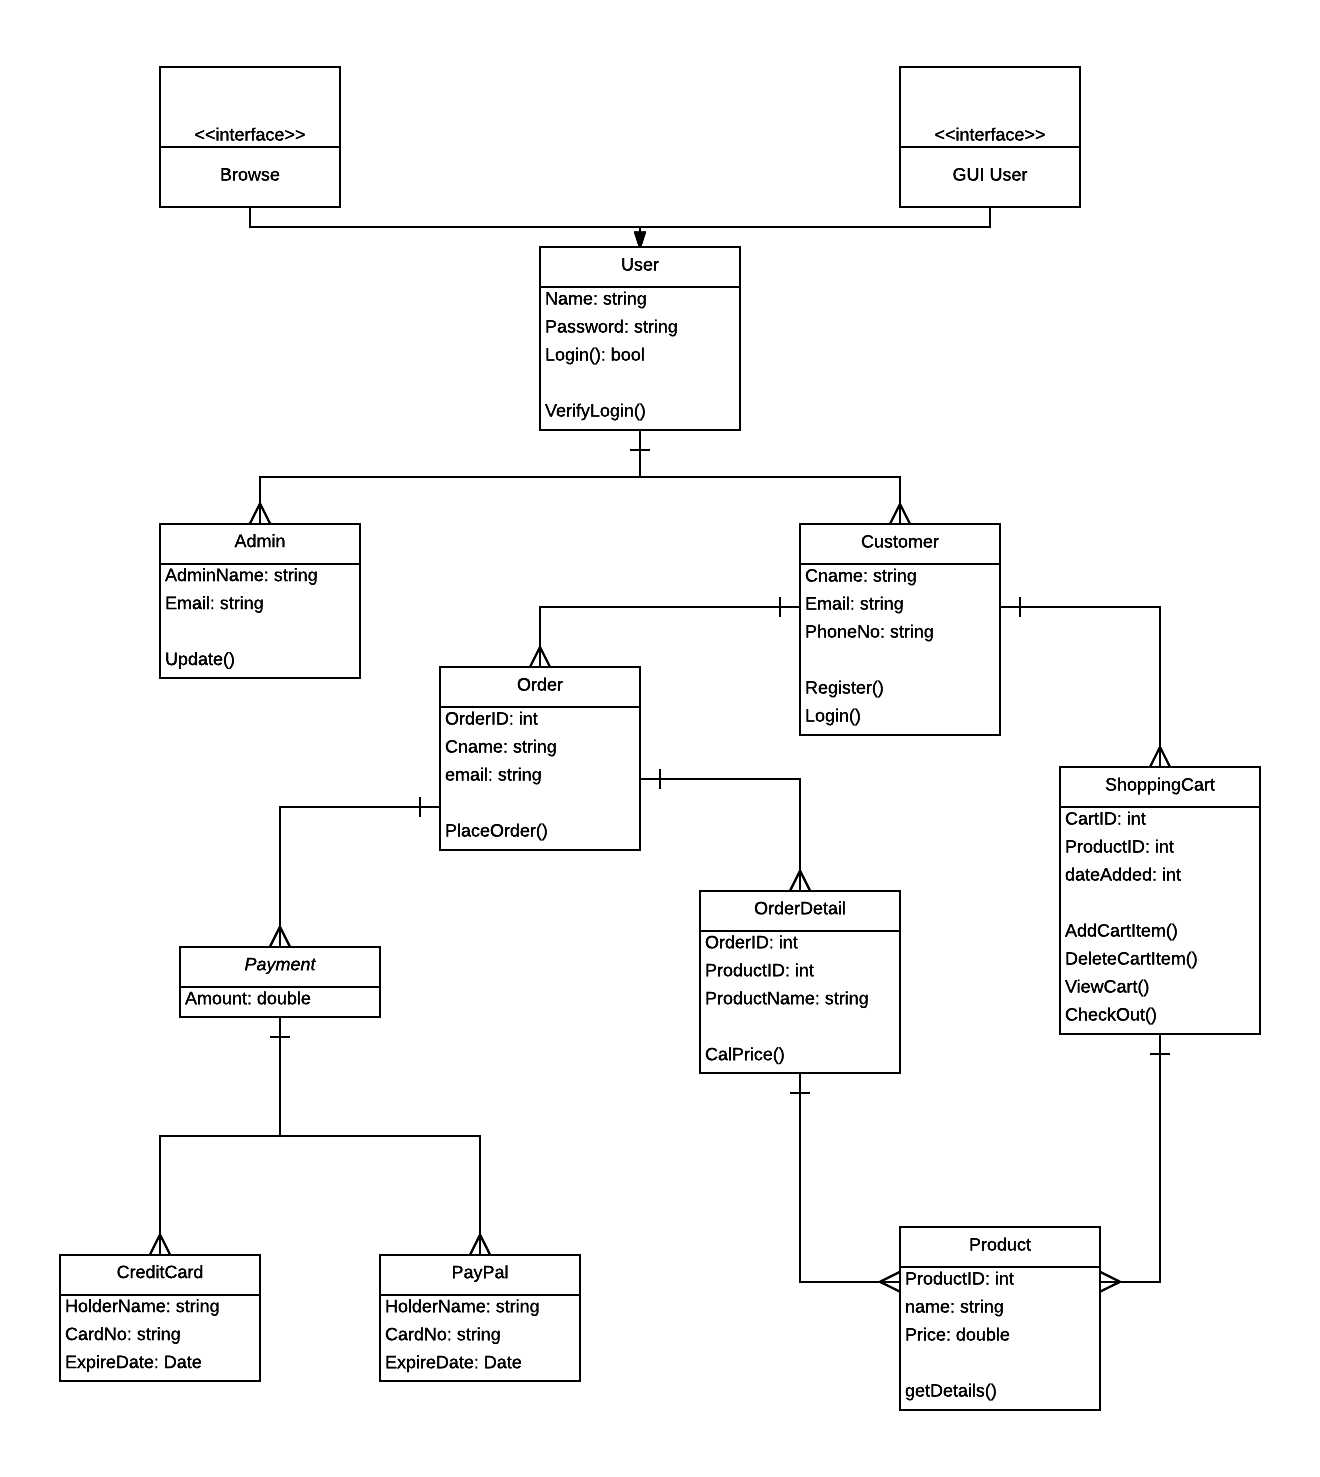 <<interface>>
Browse
<<interface>>
GUI User
User
Name: string
Password: string
Login(): bool
VerifyLogin()
Admin
AdminName: string
Email: string
Update()
Customer
Cname: string
Email: string
PhoneNo: string
Register()
Login()
Order
OrderID: int
Cname: string
email: string
PlaceOrder()
ShoppingCart
CartID: int
ProductID: int
dateAdded: int
AddCartItem()
DeleteCartItem()
ViewCart()
CheckOut()
OrderDetail
OrderID: int
ProductID: int
ProductName: string
CalPrice()
Payment
Amount: double
CreditCard
HolderName: string
CardNo: string
ExpireDate: Date
PayPal
HolderName: string
CardNo: string
ExpireDate: Date
Product
ProductID: int
name: string
Price: double
getDetails()